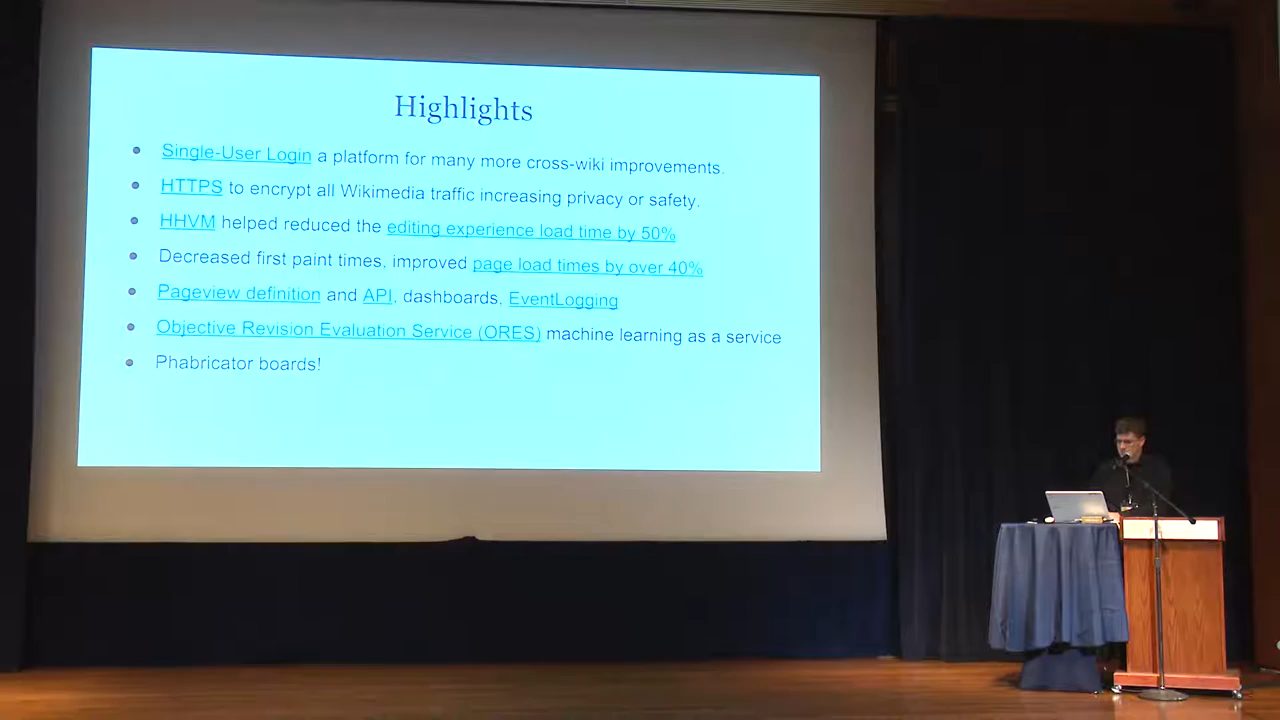 Highlights
Single-User Login a platform for many more cross-wiki improvements.
HTTPS to encrypt all Wikimedia traffic increasing privacy or safety.
HHVM helped reduced the editing experience load time by 50%
Decreased first paint times, improved page load times by over 40%
Pageview definition and API, dashboards, EventLogging
Objective Revision Evaluation Service (ORES) machine learning as a service
Phabricator boards!